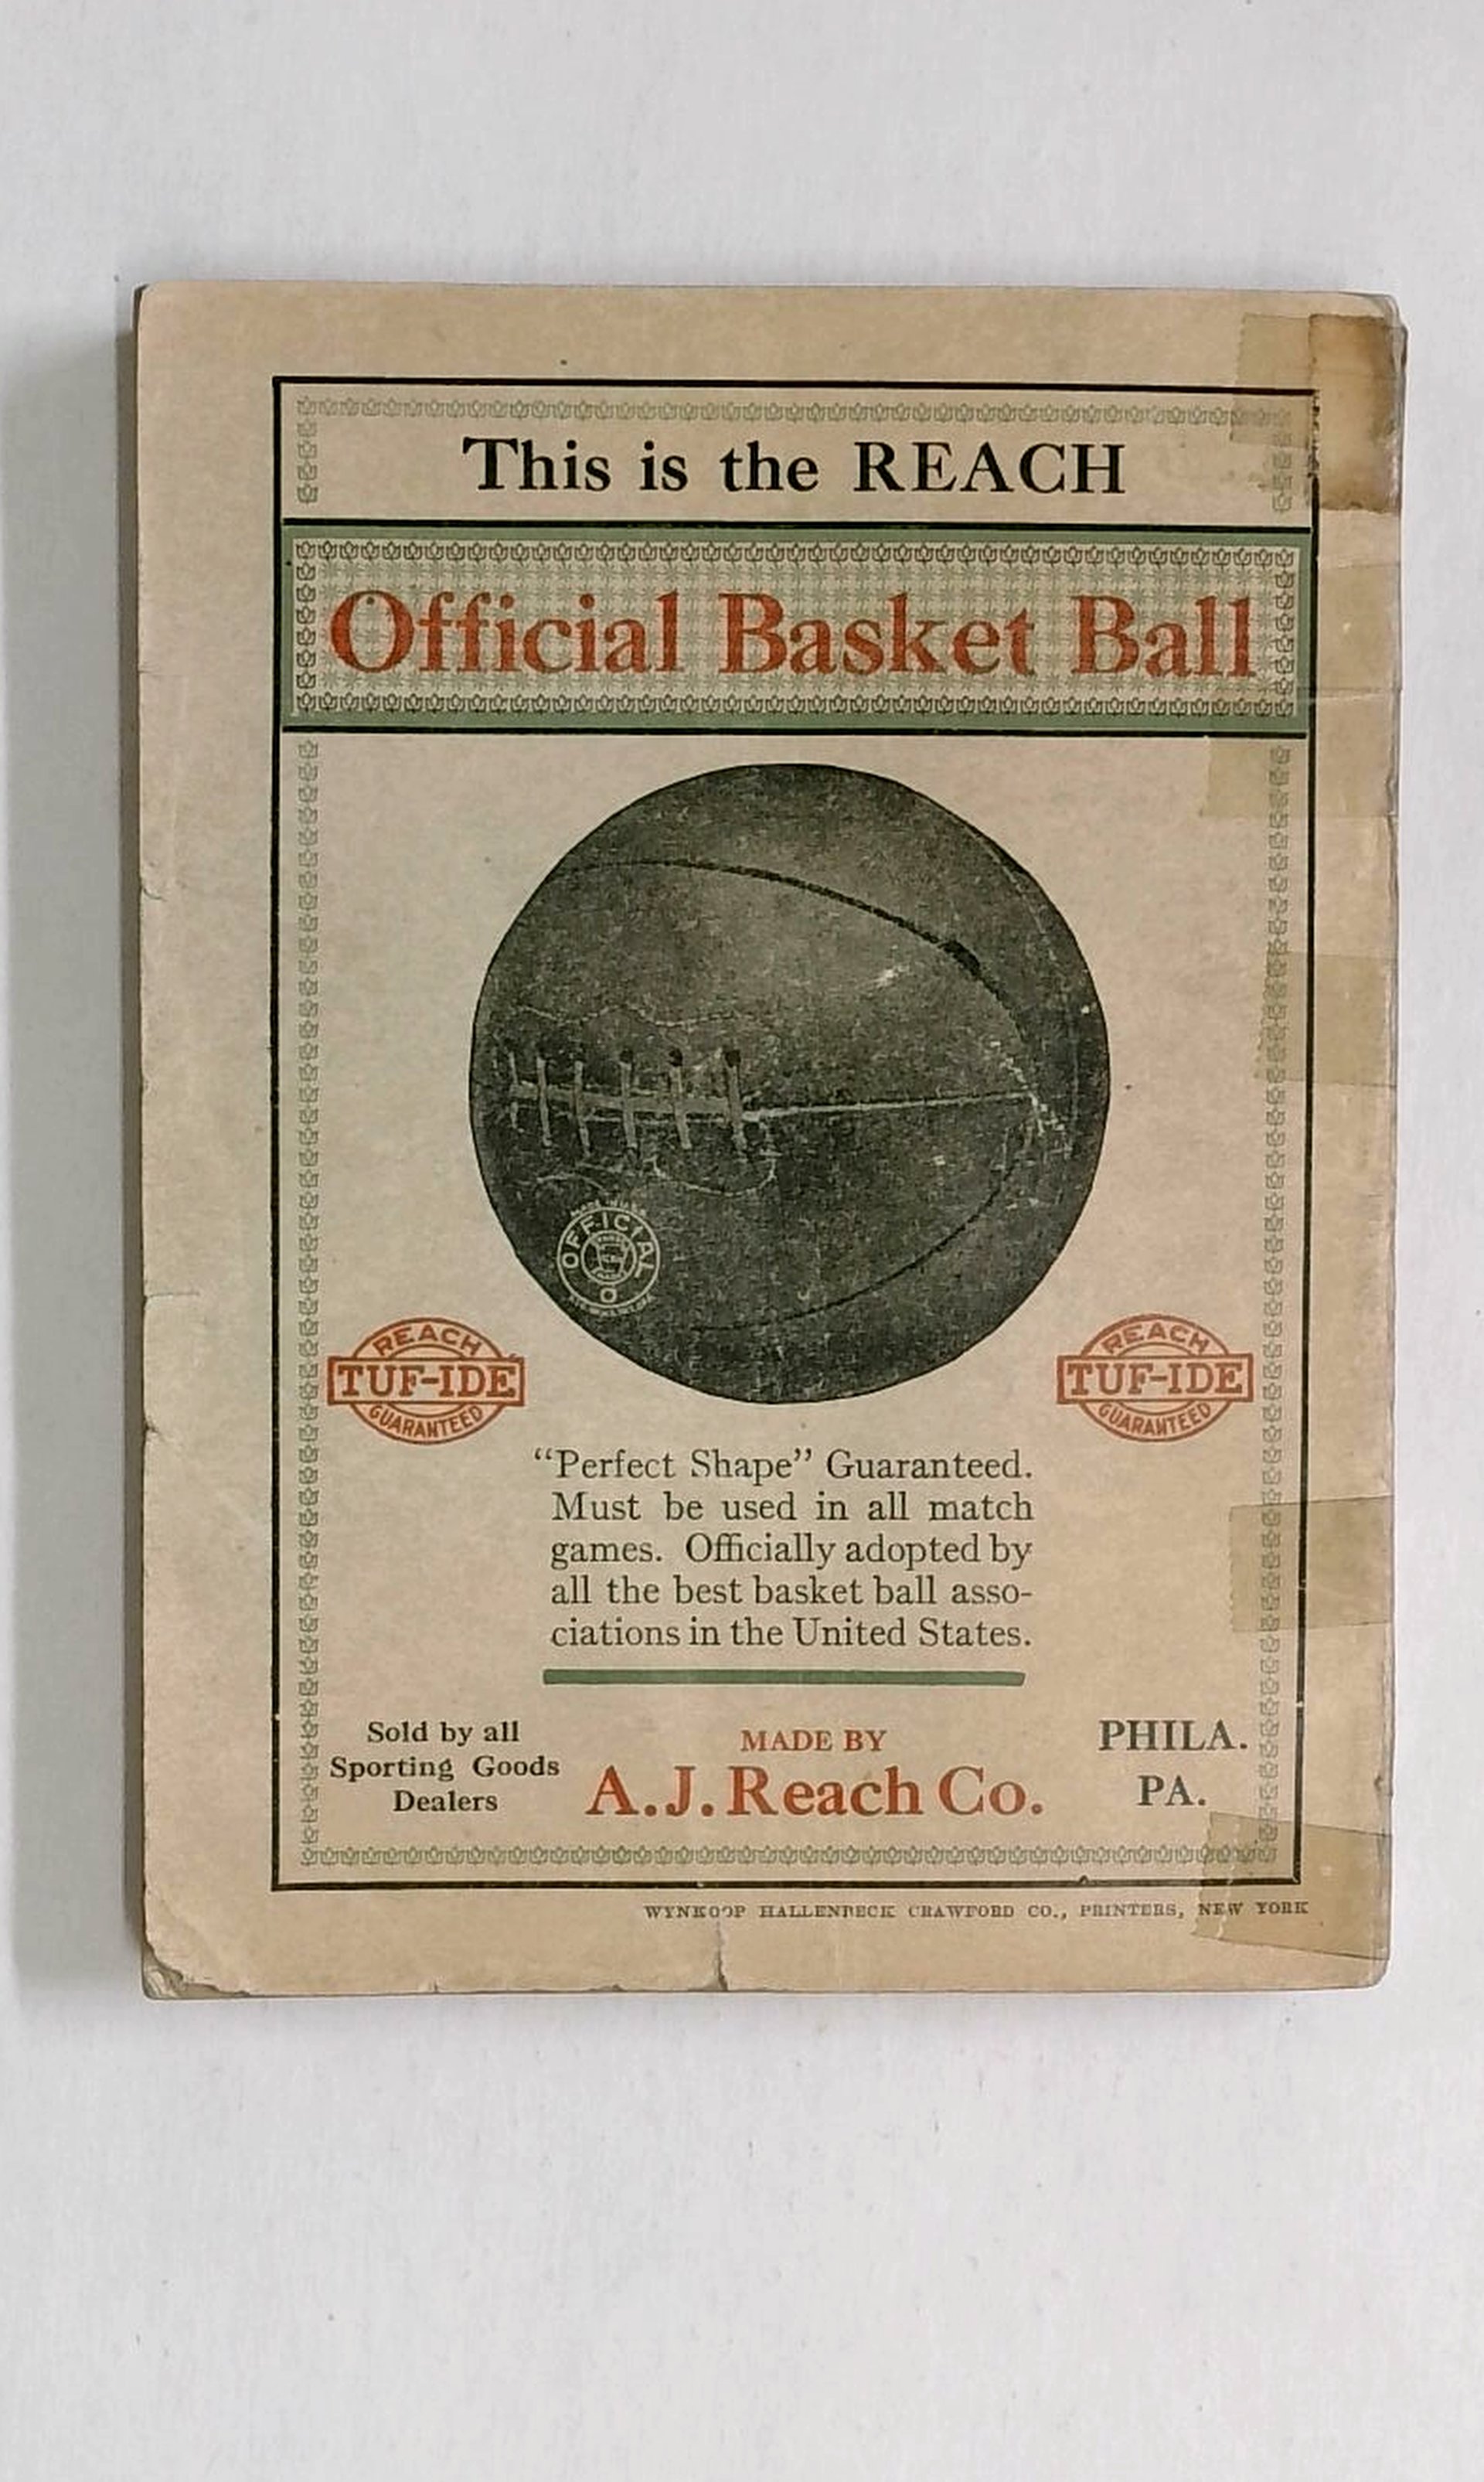 This is the REACH
Official Basket Ball
OFFICIAL
O
REACH
TUF-IDE
GUARANTEED
REACH
TUF-IDE
GUARANTEED
“Perfect Shape” Guaranteed.
Must be used in all match
games. Officially adopted by
all the best basket ball asso-
ciations in the United States.
Sold by all
Sporting Goods
Dealers
MADE BY
A.J. Reach Co.
PHILA.
PA.
WYNKOOP HALLENBECK CRAWFORD CO., PRINTERS, NEW YORK